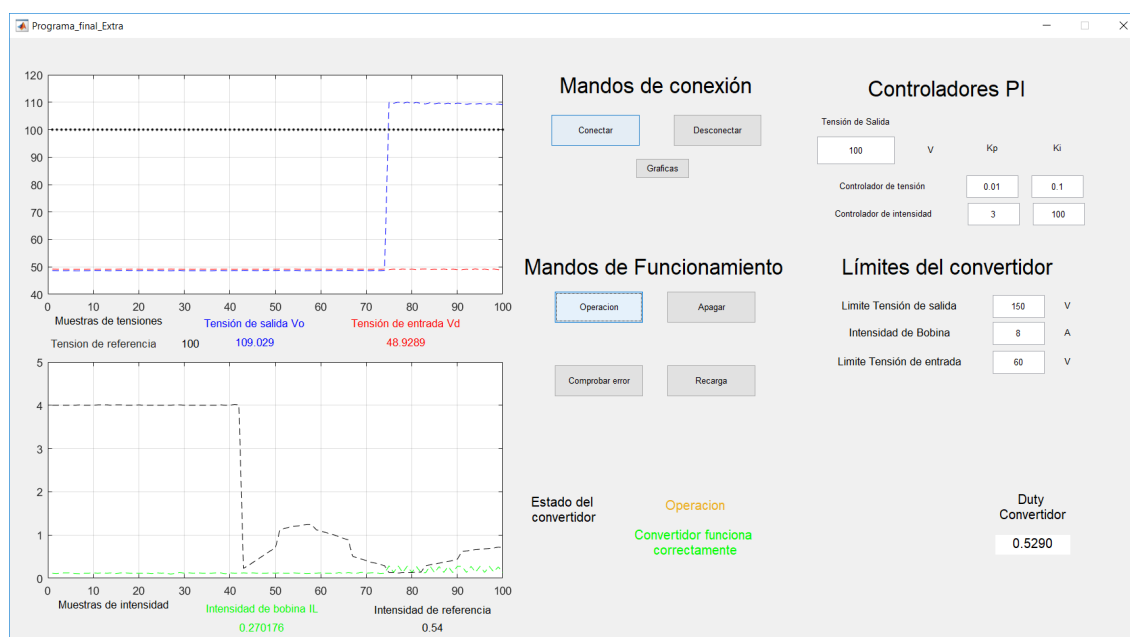 Programa_final_Extra
120
110
100
90
80
70
60
50
40
0 10 20 30 40 50 60 70 80 90 100
Muestras de tensiones
Tensión de salida Vo
Tensión de entrada Vd
Tension de referencia 100
109.029
48.9289
5
4
3
2
1
0
0 10 20 30 40 50 60 70 80 90 100
Muestras de intensidad
Intensidad de bobina IL
Intensidad de referencia
0.270176
0.54
Mandos de conexión
Conectar
Desconectar
Graficas
Controladores PI
Tensión de Salida
100 V
Kp Ki
Controlador de tensión 0.01 0.1
Controlador de intensidad 3 100
Mandos de Funcionamiento
Operacion
Apagar
Comprobar error
Recarga
Límites del convertidor
Limite Tensión de salida 150 V
Intensidad de Bobina 8 A
Limite Tensión de entrada 60 V
Estado del
convertidor
Operacion
Convertidor funciona
correctamente
Duty
Convertidor
0.5290